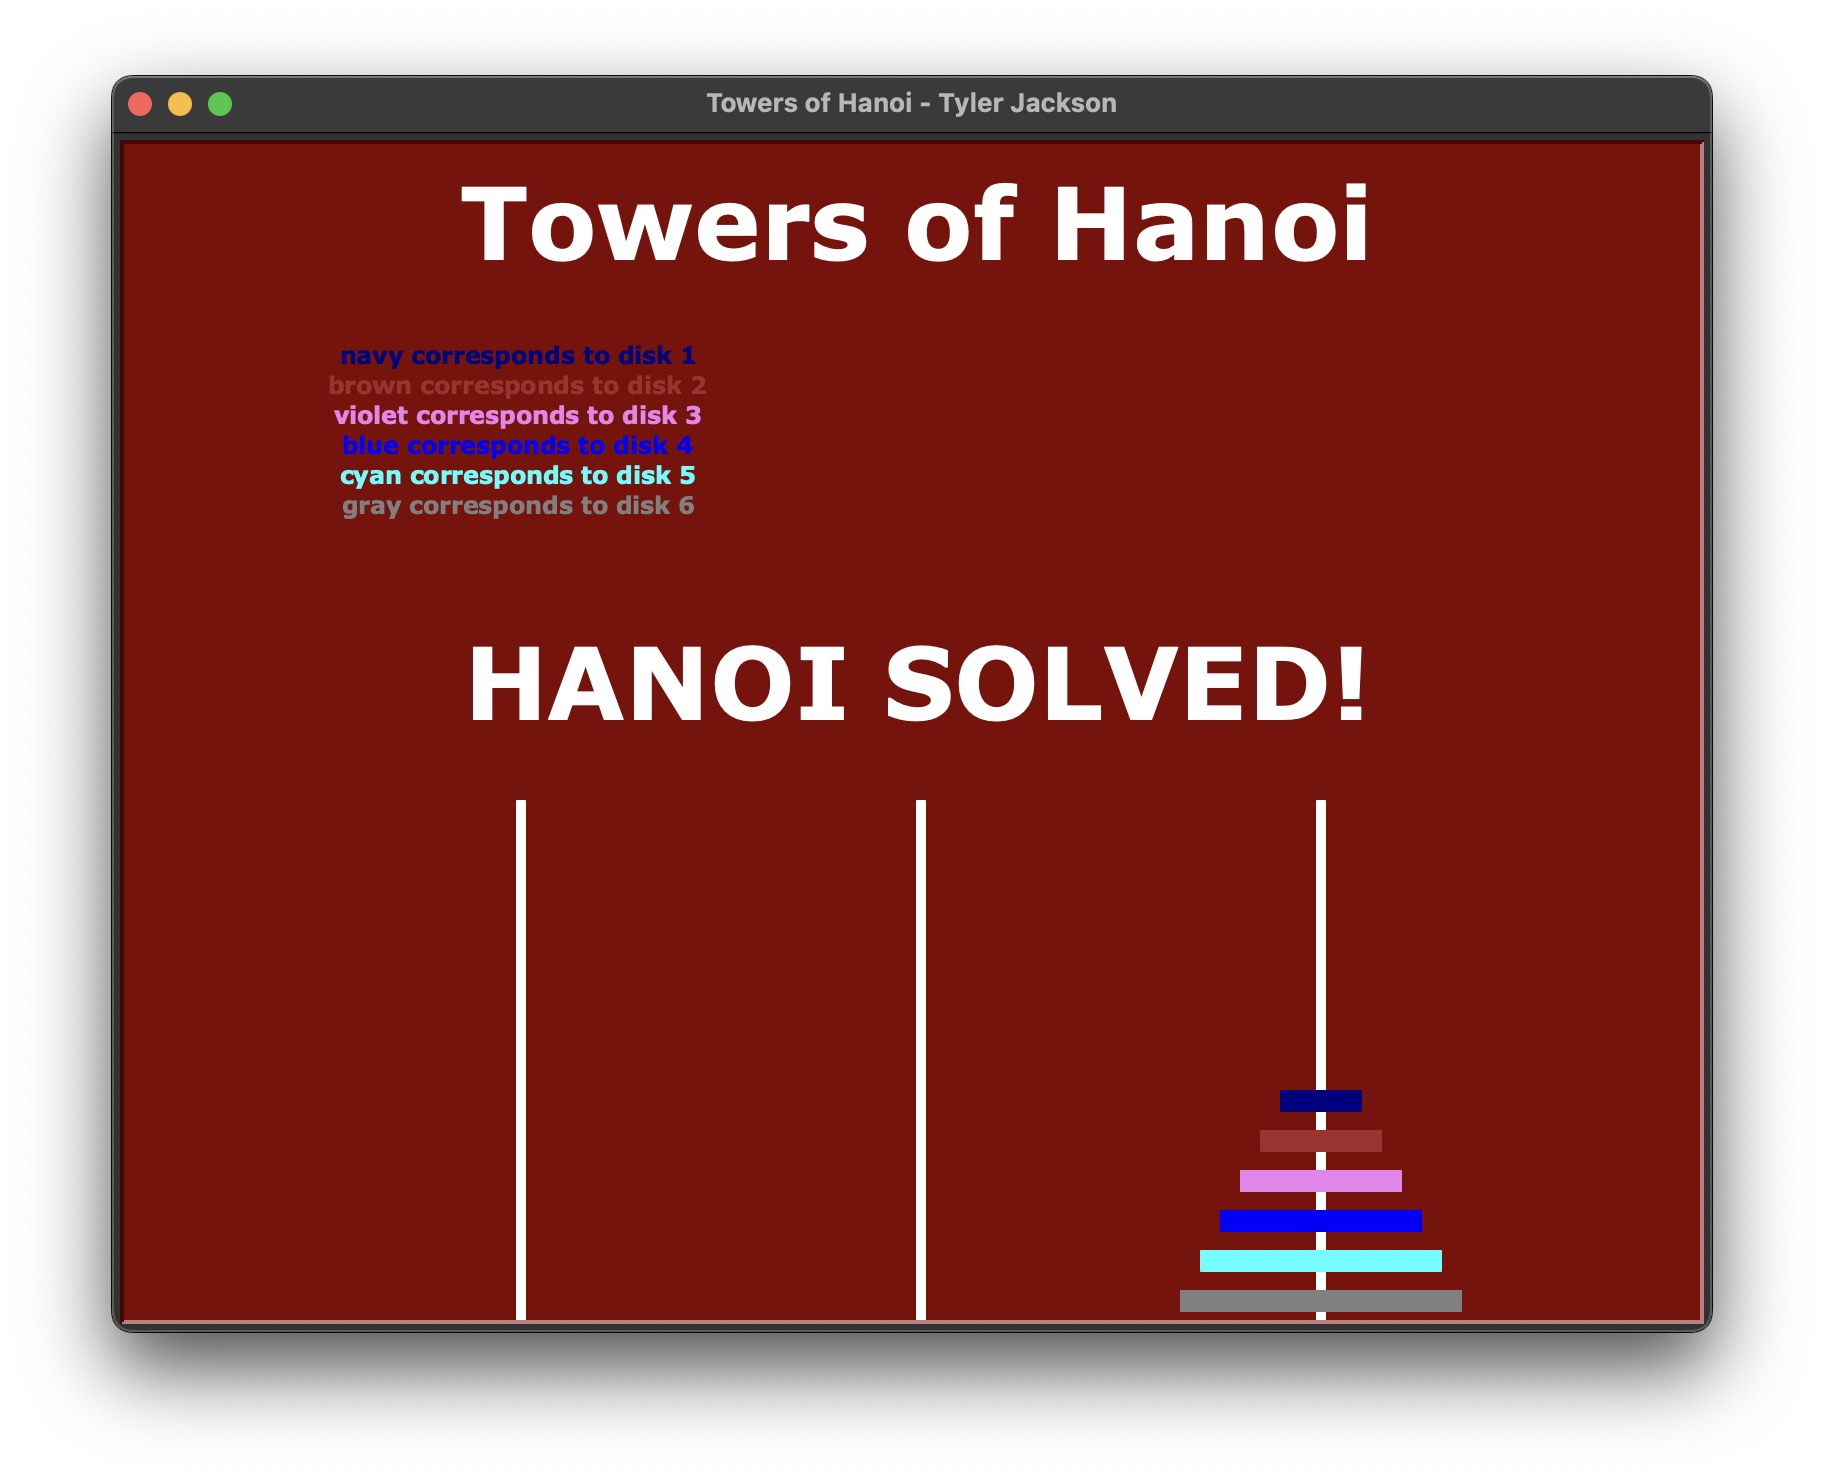 Towers of Hanoi - Tyler Jackson
Towers of Hanoi
navy corresponds to disk 1
brown corresponds to disk 2
violet corresponds to disk 3
blue corresponds to disk 4
cyan corresponds to disk 5
gray corresponds to disk 6
HANOI SOLVED!